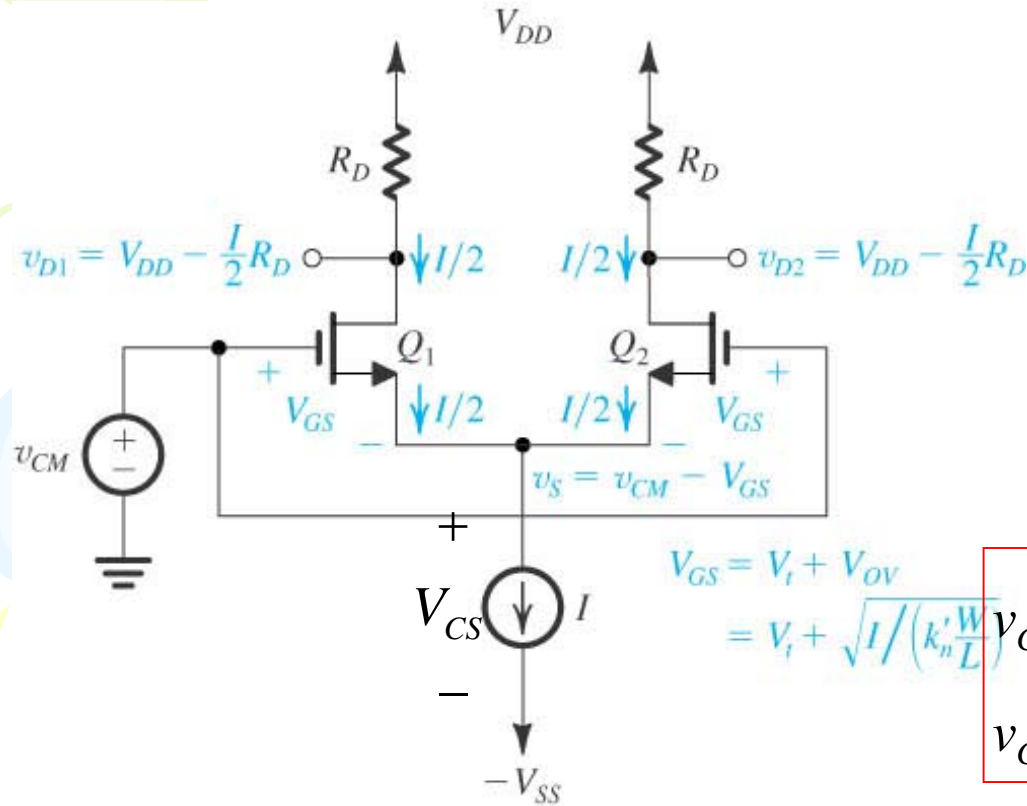 V_DD
R_D R_D
v_D1 = V_DD − I/2 R_D I/2 I/2 v_D2 = V_DD − I/2 R_D
Q_1 Q_2
+ +
V_GS I/2 I/2 V_GS
− −
v_CM + −
v_S = v_CM − V_GS
+
V_GS = V_t + V_OV
V_CS I
= V_t + √(I/(k'_n W/L))
−
−V_SS